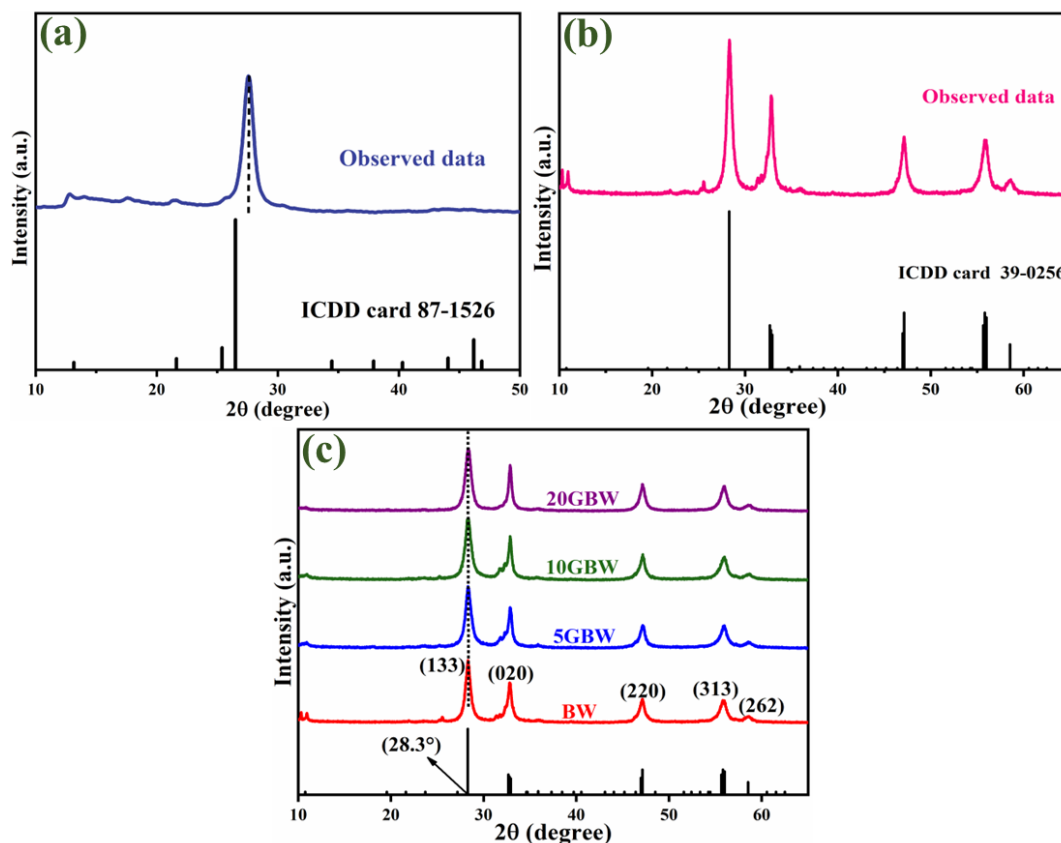 (a)
Intensity (a.u.)
Observed data
ICDD card 87-1526
10 20 30 40 50
2θ (degree)
(b)
Intensity (a.u.)
Observed data
ICDD card 39-0256
10 20 30 40 50 60
2θ (degree)
(c)
Intensity (a.u.)
20GBW
10GBW
5GBW
(133) (020) (220) (313) (262)
BW
(28.3°)
10 20 30 40 50 60
2θ (degree)